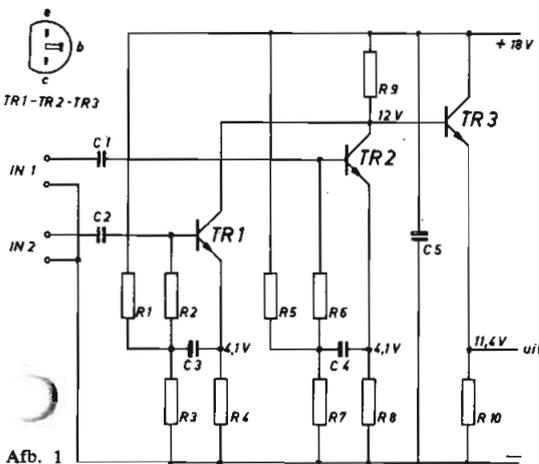 e
b
c
TR1-TR2-TR3
+18V
R9
12V
TR3
C1
TR2
IN 1
C2
TR1
IN 2
C5
R1
R2
R5
R6
C3
4,1V
C4
4,1V
11,4V
uit
R3
R4
R7
R8
R10
Afb. 1